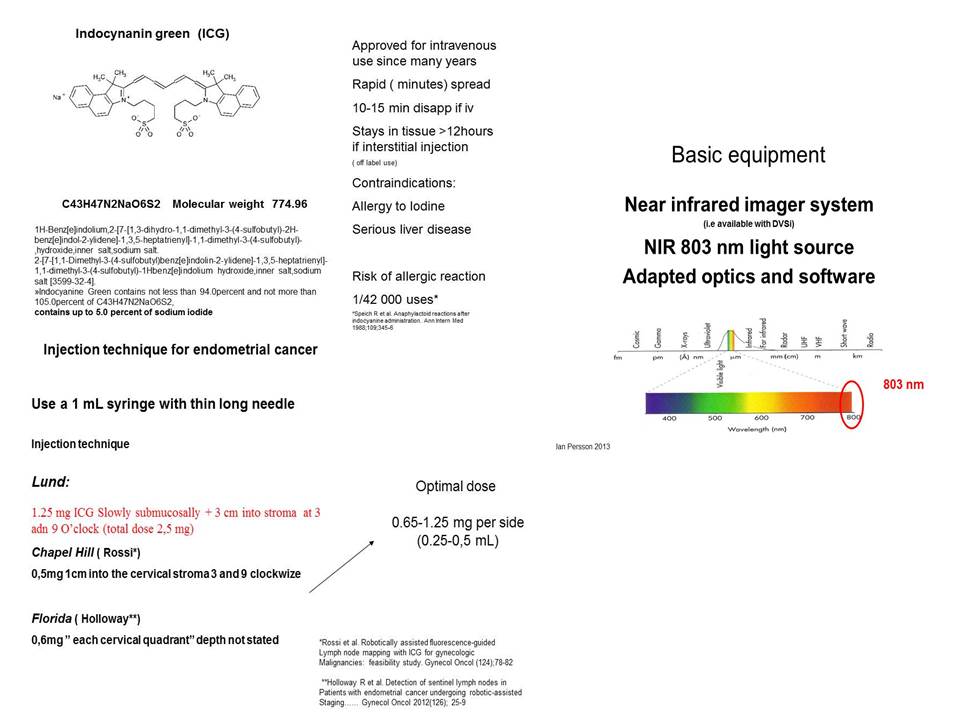 Indocynanin green (ICG)
H₃C CH₃ H₃C CH₃
Na⁺
N⁺ N
O⁻ O⁻
S S
O O O O
C43H47N2NaO6S2 Molecular weight 774.96
1H-Benz[e]indolium,2-[7-[1,3-dihydro-1,1-dimethyl-3-(4-sulfobutyl)-2H-
benz[e]indol-2-ylidene]-1,3,5-heptatrienyl]-1,1-dimethyl-3-(4-sulfobutyl)-
,hydroxide,inner salt,sodium salt.
2-[7-[1,1-Dimethyl-3-(4-sulfobutyl)benz[e]indolin-2-ylidene]-1,3,5-heptatrienyl]-
1,1-dimethyl-3-(4-sulfobutyl)-1Hbenz[e]indolium hydroxide,inner salt,sodium
salt [3599-32-4].
»Indocyanine Green contains not less than 94.0percent and not more than
105.0percent of C43H47N2NaO6S2,
contains up to 5.0 percent of sodium iodide
Injection technique for endometrial cancer
Use a 1 mL syringe with thin long needle
Injection technique
Lund:
1.25 mg ICG Slowly submucosally + 3 cm into stroma at 3
adn 9 O'clock (total dose 2,5 mg)
Chapel Hill ( Rossi*)
0,5mg 1cm into the cervical stroma 3 and 9 clockwize
Florida ( Holloway**)
0,6mg " each cervical quadrant" depth not stated
Approved for intravenous
use since many years
Rapid ( minutes) spread
10-15 min disapp if iv
Stays in tissue >12hours
if interstitial injection
( off label use)
Contraindications:
Allergy to Iodine
Serious liver disease
Risk of allergic reaction
1/42 000 uses*
*Speich R et al. Anaphylactoid reactions after
indocyanine administration. Ann Intern Med
1988;109;345-6
Optimal dose
0.65-1.25 mg per side
(0.25-0,5 mL)
*Rossi et al. Robotically assisted fluorescence-guided
Lymph node mapping with ICG for gynecologic
Malignancies: feasibility study. Gynecol Oncol (124);78-82
**Holloway R et al. Detection of sentinel lymph nodes in
Patients with endometrial cancer undergoing robotic-assisted
Staging...... Gynecol Oncol 2012(126); 25-9
Basic equipment
Near infrared imager system
(i.e available with DVSi)
NIR 803 nm light source
Adapted optics and software
Cosmic Gamma X-rays Ultraviolet Infrared Far infrared Radar UHF VHF Short wave Radio
fm pm (Å) nm µm mm (cm) m km
Visible light
803 nm
400 500 600 700 800
Wavelength (nm)
Ian Persson 2013